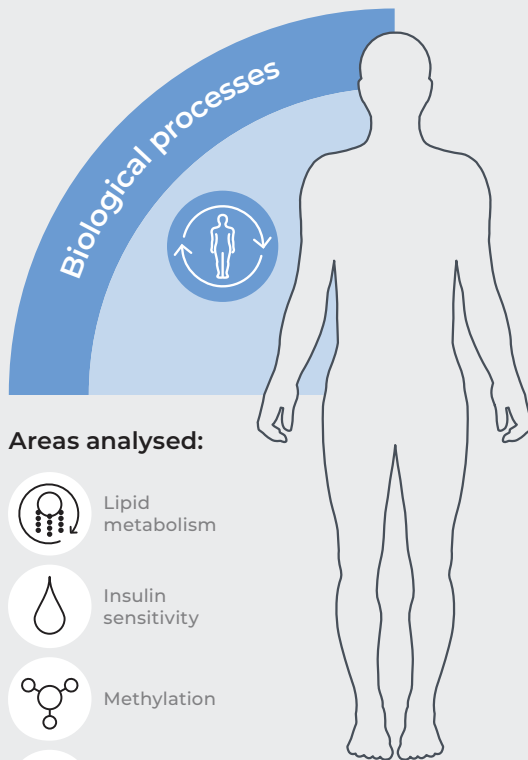 Biological processes
Areas analysed:
Lipid
metabolism
Insulin
sensitivity
Methylation